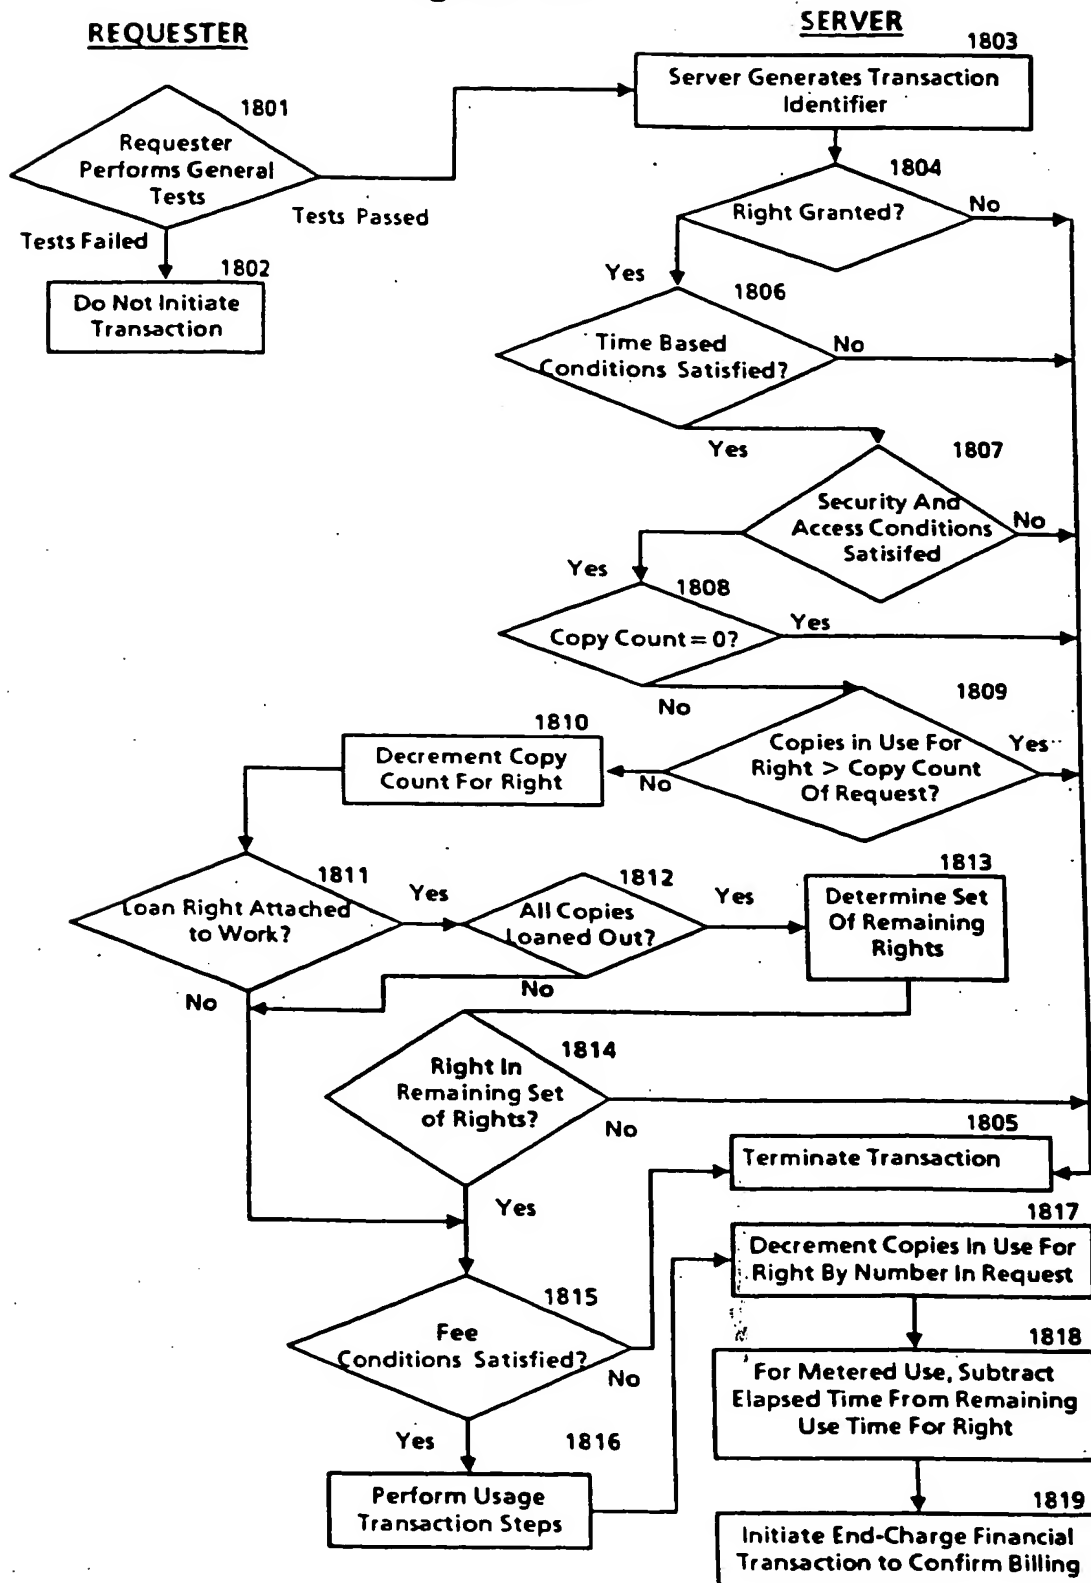 REQUESTER
SERVER
1803
Server Generates Transaction
Identifier
1801
Requester
Performs General
Tests
Tests Passed
Tests Failed
1802
Do Not Initiate
Transaction
1804
Right Granted?
No
Yes
1806
Time Based
Conditions Satisfied?
No
Yes
1807
Security And
Access Conditions
Satisifed
No
Yes
1808
Copy Count = 0?
Yes
No
1809
Copies in Use For
Right > Copy Count
Of Request?
Yes
No
1810
Decrement Copy
Count For Right
1811
Loan Right Attached
to Work?
Yes
No
1812
All Copies
Loaned Out?
Yes
No
1813
Determine Set
Of Remaining
Rights
1814
Right In
Remaining Set
of Rights?
No
Yes
1805
Terminate Transaction
1815
Fee
Conditions Satisfied?
No
Yes
1816
Perform Usage
Transaction Steps
1817
Decrement Copies In Use For
Right By Number In Request
1818
For Metered Use, Subtract
Elapsed Time From Remaining
Use Time For Right
1819
Initiate End-Charge Financial
Transaction to Confirm Billing